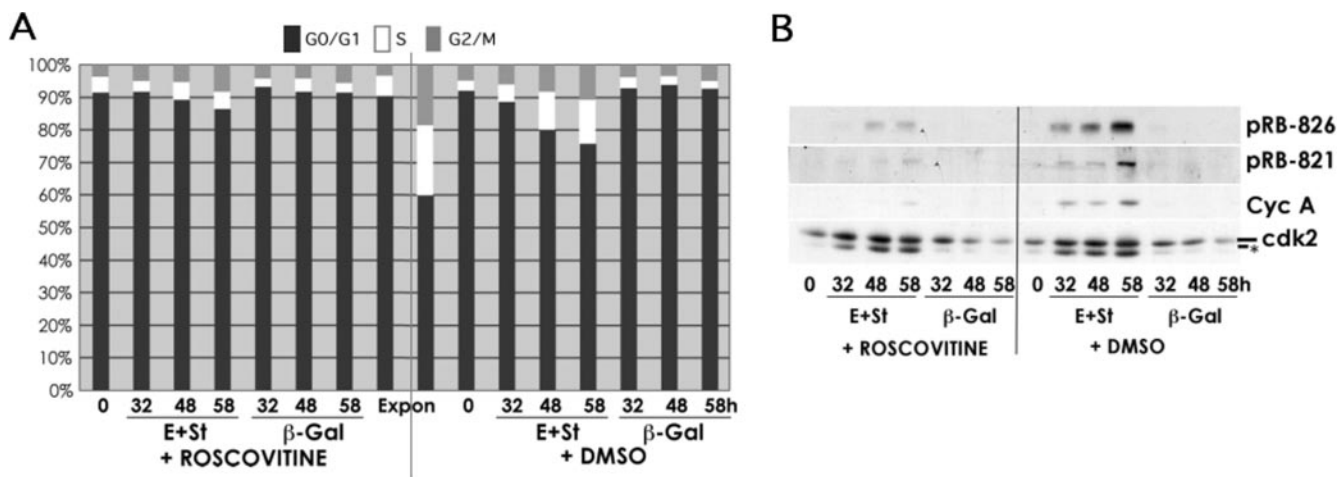 A
G0/G1 S G2/M
100%
90%
80%
70%
60%
50%
40%
30%
20%
10%
0%
0 32 48 58 32 48 58 Expon 0 32 48 58 32 48 58h
E+St β-Gal E+St β-Gal
+ ROSCOVITINE + DMSO
B
pRB-826
pRB-821
Cyc A
cdk2
*
0 32 48 58 32 48 58 0 32 48 58 32 48 58h
E+St β-Gal E+St β-Gal
+ ROSCOVITINE + DMSO